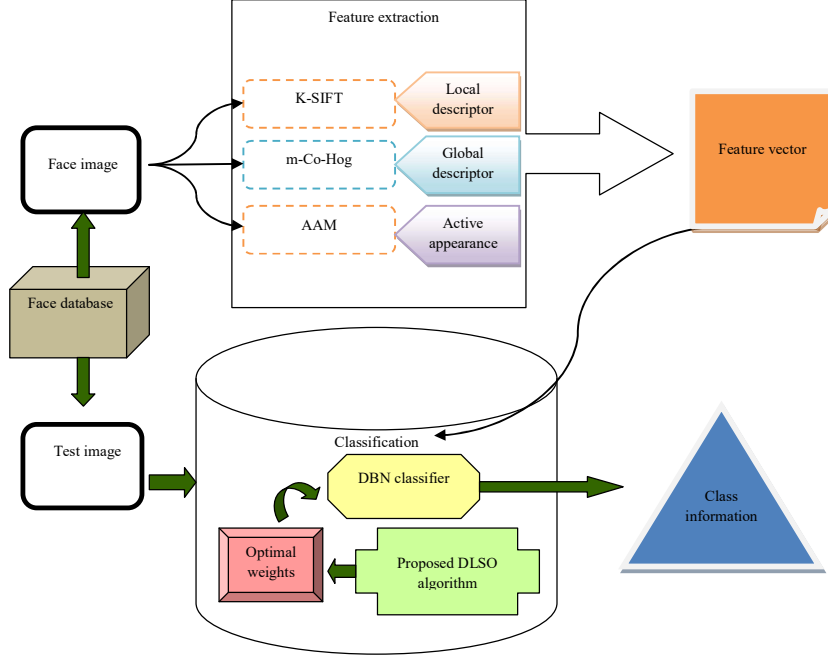 Feature extraction
K-SIFT
Local
descriptor
Face image
m-Co-Hog
Global
descriptor
Feature vector
AAM
Active
appearance
Face database
Test image
Classification
DBN classifier
Class
information
Optimal
weights
Proposed DLSO
algorithm